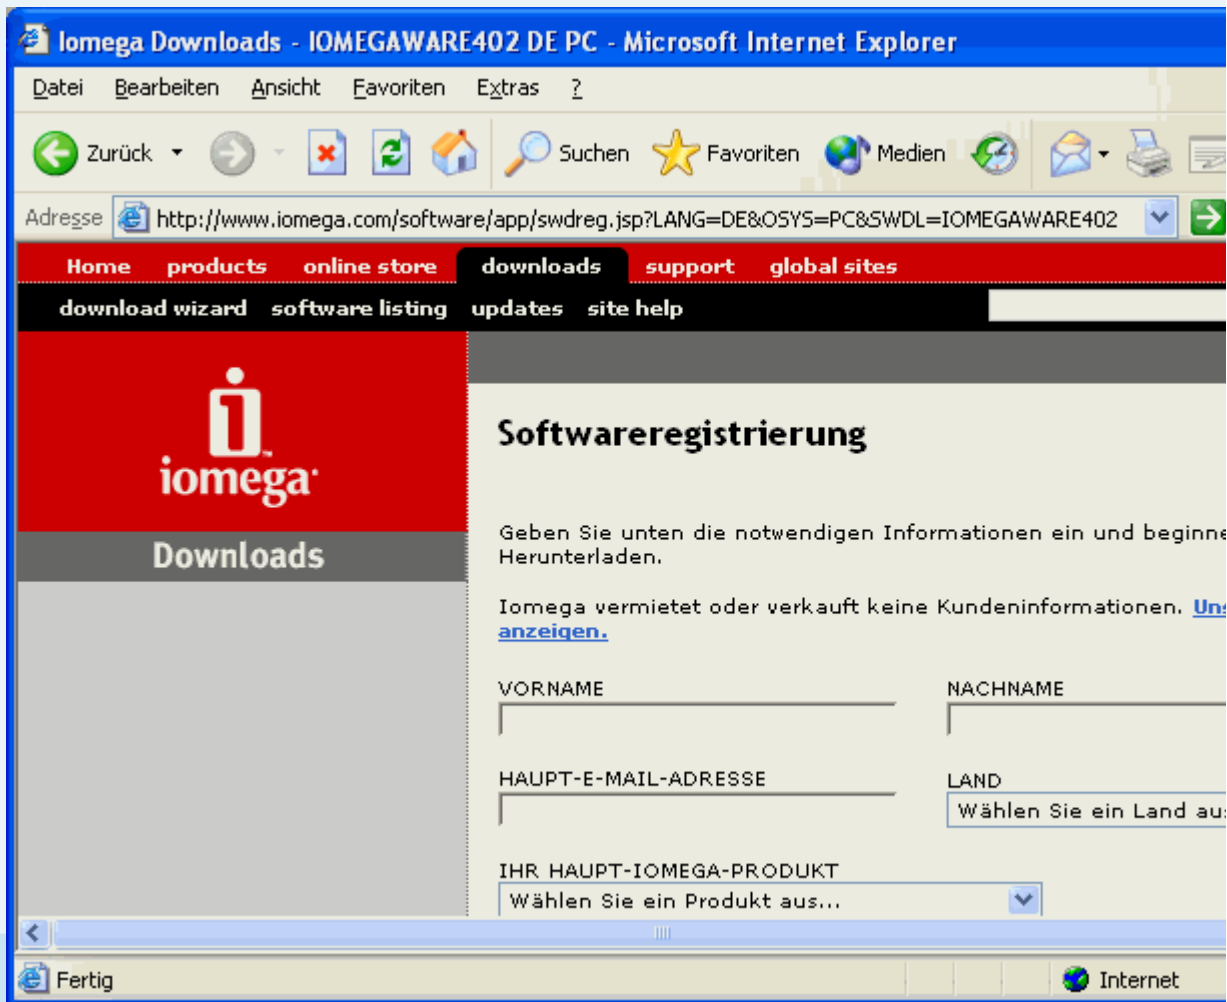 Iomega Downloads - IOMEGAWARE402 DE PC - Microsoft Internet Explorer
Datei Bearbeiten Ansicht Favoriten Extras ?
Zurück Suchen Favoriten Medien
Adresse http://www.iomega.com/software/app/swdreg.jsp?LANG=DE&OSYS=PC&SWDL=IOMEGAWARE402
Home products online store downloads support global sites
download wizard software listing updates site help
iomega
Downloads
Softwareregistrierung
Geben Sie unten die notwendigen Informationen ein und beginne
Herunterladen.
Iomega vermietet oder verkauft keine Kundeninformationen. Uns
anzeigen.
VORNAME NACHNAME
HAUPT-E-MAIL-ADRESSE LAND
Wählen Sie ein Land aus
IHR HAUPT-IOMEGA-PRODUKT
Wählen Sie ein Produkt aus...
Fertig Internet